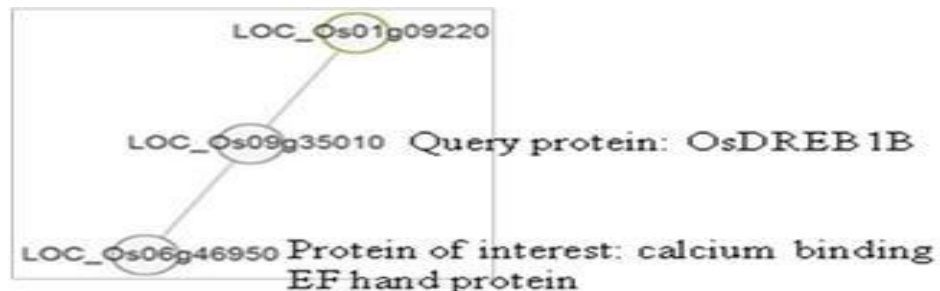 LOC_Os01g09220
LOC_Os09g35010 Query protein: OsDREB1B
LOC_Os06g46950 Protein of interest: calcium binding
EF hand protein